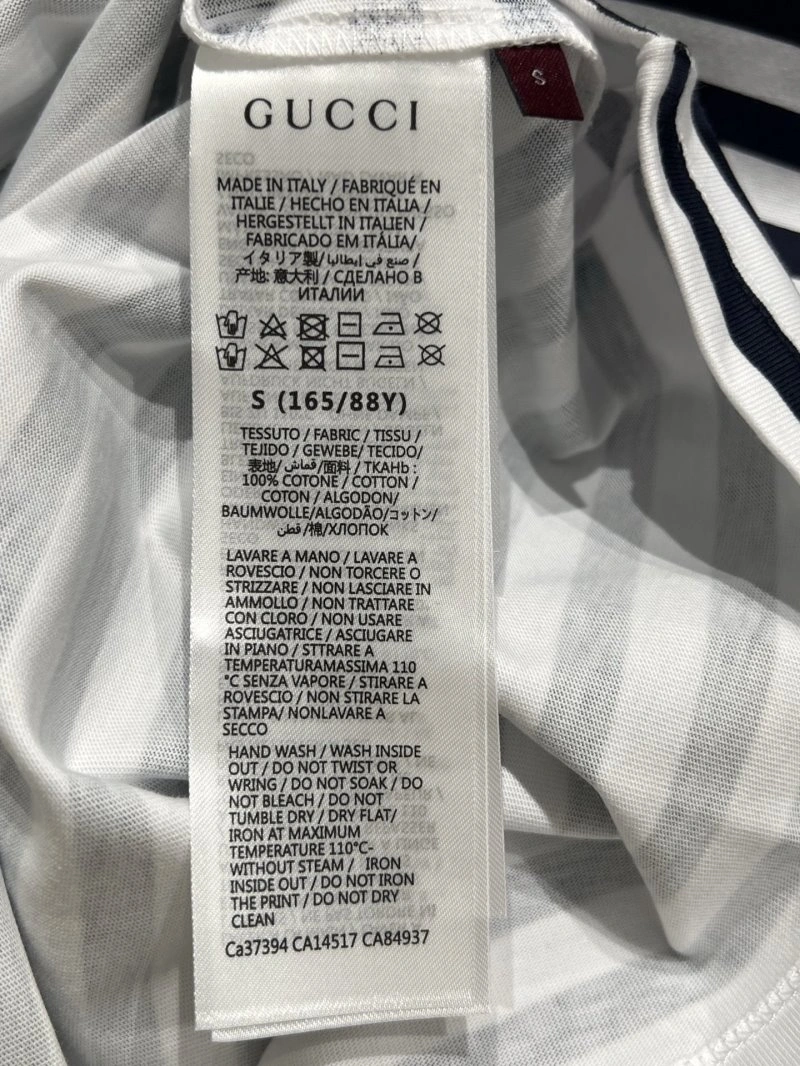 S
GUCCI
MADE IN ITALY / FABRIQUÉ EN
ITALIE / HECHO EN ITALIA /
HERGESTELLT IN ITALIEN /
FABRICADO EM ITÁLIA/
イタリア製/ صنع في ايطاليا /
产地: 意大利 / СДЕЛАНО В
ИТАЛИИ
S (165/88Y)
TESSUTO / FABRIC / TISSU /
TEJIDO / GEWEBE/ TECIDO/
表地/ قماش /面料 / TKAHb :
100% COTONE / COTTON /
COTON / ALGODON/
BAUMWOLLE/ALGODÃO/コットン/
قطن /棉/ХЛОПОК
LAVARE A MANO / LAVARE A
ROVESCIO / NON TORCERE O
STRIZZARE / NON LASCIARE IN
AMMOLLO / NON TRATTARE
CON CLORO / NON USARE
ASCIUGATRICE / ASCIUGARE
IN PIANO / STTRARE A
TEMPERATURAMASSIMA 110
°C SENZA VAPORE / STIRARE A
ROVESCIO / NON STIRARE LA
STAMPA/ NONLAVARE A
SECCO
HAND WASH / WASH INSIDE
OUT / DO NOT TWIST OR
WRING / DO NOT SOAK / DO
NOT BLEACH / DO NOT
TUMBLE DRY / DRY FLAT/
IRON AT MAXIMUM
TEMPERATURE 110°C-
WITHOUT STEAM / IRON
INSIDE OUT / DO NOT IRON
THE PRINT / DO NOT DRY
CLEAN
Ca37394 CA14517 CA84937